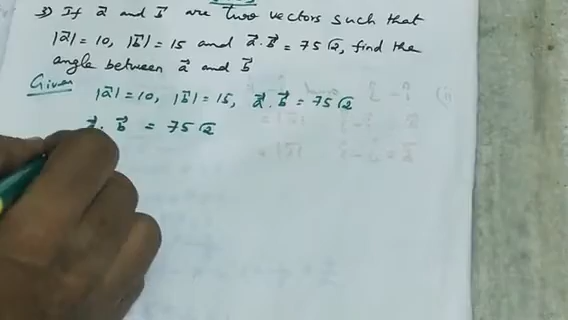 3) If a⃗ and b⃗ are two vectors such that
|a⃗| = 10, |b⃗| = 15 and a⃗ . b⃗ = 75√2, find the
angle between a⃗ and b⃗
Given
|a⃗| = 10, |b⃗| = 15, a⃗ . b⃗ = 75√2
a⃗ . b⃗ = 75√2